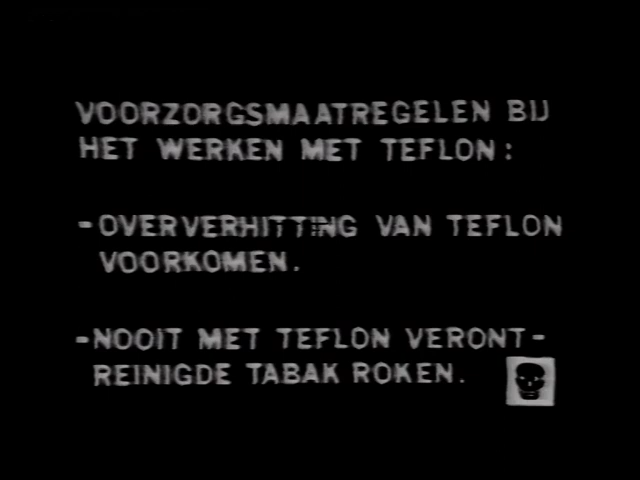 VOORZORGSMAATREGELEN BIJ
HET WERKEN MET TEFLON:
-OVERVERHITTING VAN TEFLON
VOORKOMEN.
-NOOIT MET TEFLON VERONT-
REINIGDE TABAK ROKEN.